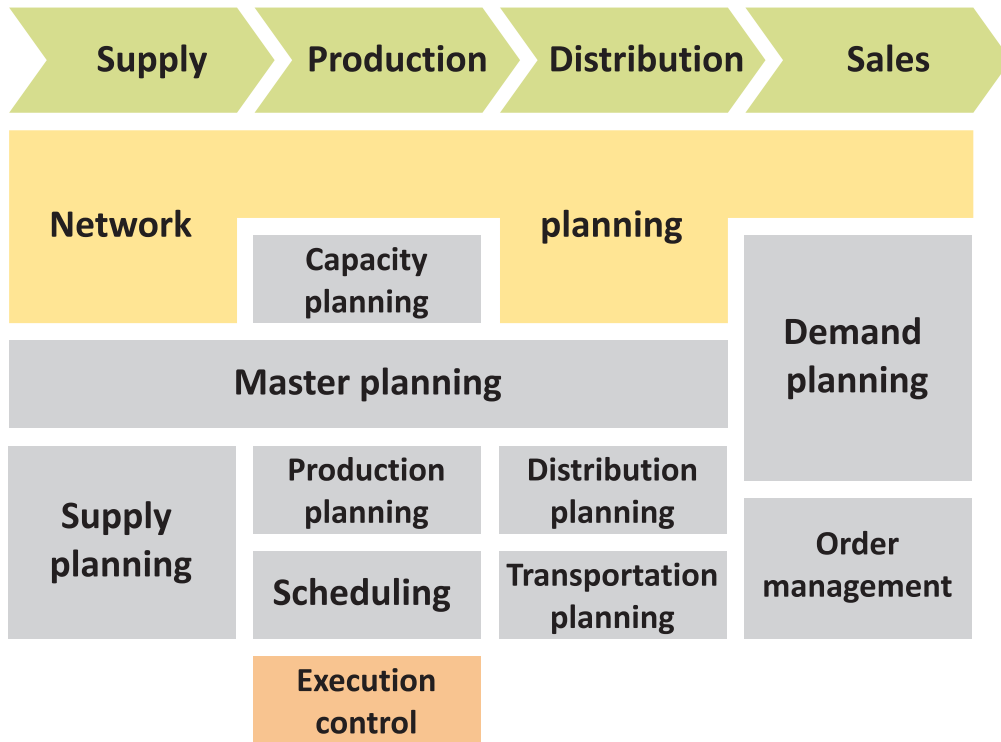 Supply
Production
Distribution
Sales
Network
planning
Capacity
planning
Demand
planning
Master planning
Supply
planning
Production
planning
Distribution
planning
Order
management
Scheduling
Transportation
planning
Execution
control